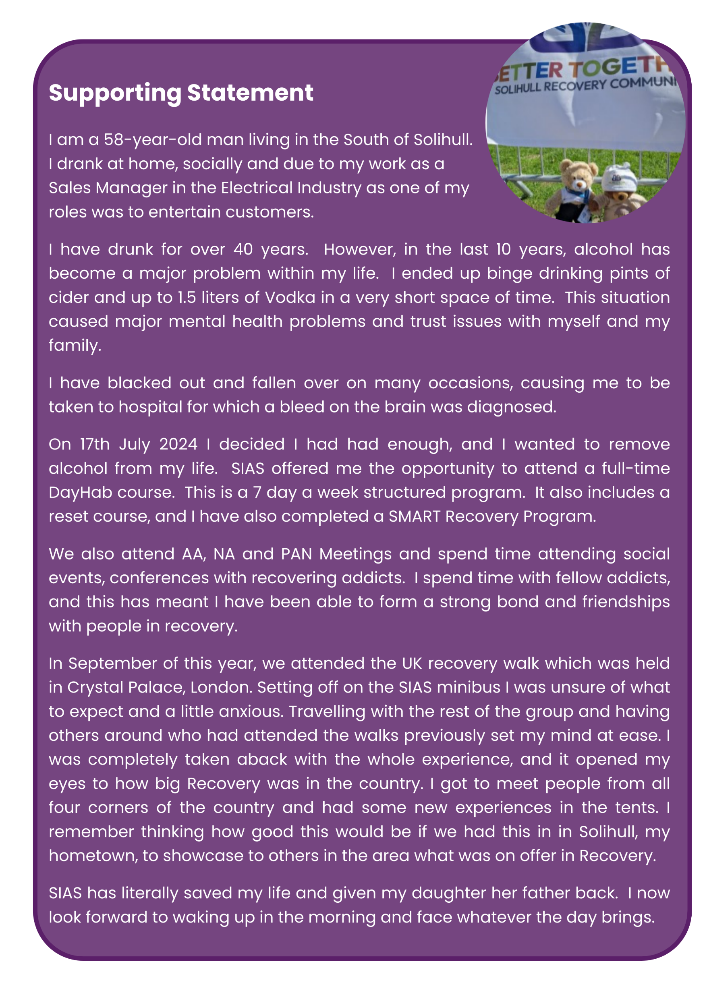 ETTER TOGETH
SOLIHULL RECOVERY COMMUNI
Supporting Statement
I am a 58-year-old man living in the South of Solihull.
I drank at home, socially and due to my work as a
Sales Manager in the Electrical Industry as one of my
roles was to entertain customers.
I have drunk for over 40 years. However, in the last 10 years, alcohol has
become a major problem within my life. I ended up binge drinking pints of
cider and up to 1.5 liters of Vodka in a very short space of time. This situation
caused major mental health problems and trust issues with myself and my
family.
I have blacked out and fallen over on many occasions, causing me to be
taken to hospital for which a bleed on the brain was diagnosed.
On 17th July 2024 I decided I had had enough, and I wanted to remove
alcohol from my life. SIAS offered me the opportunity to attend a full-time
DayHab course. This is a 7 day a week structured program. It also includes a
reset course, and I have also completed a SMART Recovery Program.
We also attend AA, NA and PAN Meetings and spend time attending social
events, conferences with recovering addicts. I spend time with fellow addicts,
and this has meant I have been able to form a strong bond and friendships
with people in recovery.
In September of this year, we attended the UK recovery walk which was held
in Crystal Palace, London. Setting off on the SIAS minibus I was unsure of what
to expect and a little anxious. Travelling with the rest of the group and having
others around who had attended the walks previously set my mind at ease. I
was completely taken aback with the whole experience, and it opened my
eyes to how big Recovery was in the country. I got to meet people from all
four corners of the country and had some new experiences in the tents. I
remember thinking how good this would be if we had this in in Solihull, my
hometown, to showcase to others in the area what was on offer in Recovery.
SIAS has literally saved my life and given my daughter her father back. I now
look forward to waking up in the morning and face whatever the day brings.